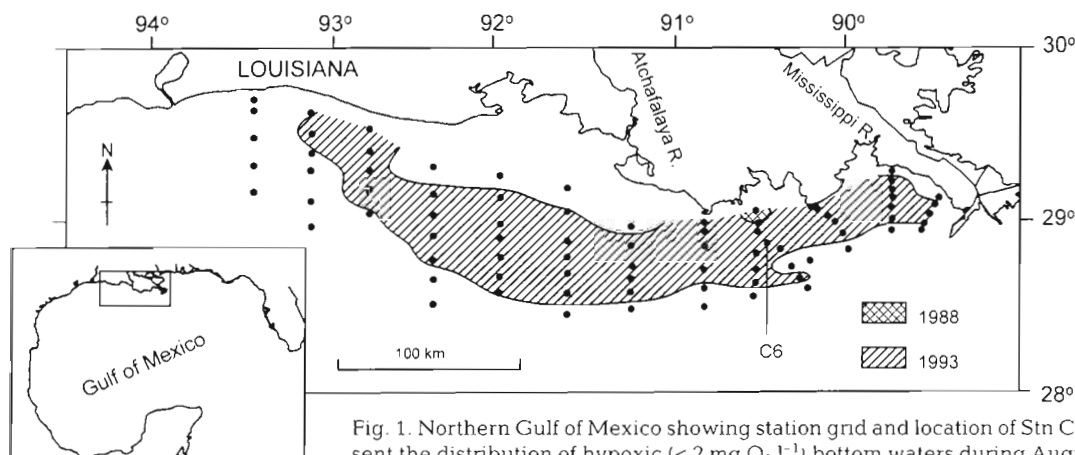 94° 93° 92° 91° 90°
30°
LOUISIANA
Atchafalaya R.
Mississippi R.
N
29°
1988
100 km
1993
C6
Gulf of Mexico
28°
Fig. 1. Northern Gulf of Mexico showing station grid and location of Stn C
sent the distribution of hypoxic (< 2 mg O₂ l⁻¹) bottom waters during Aug